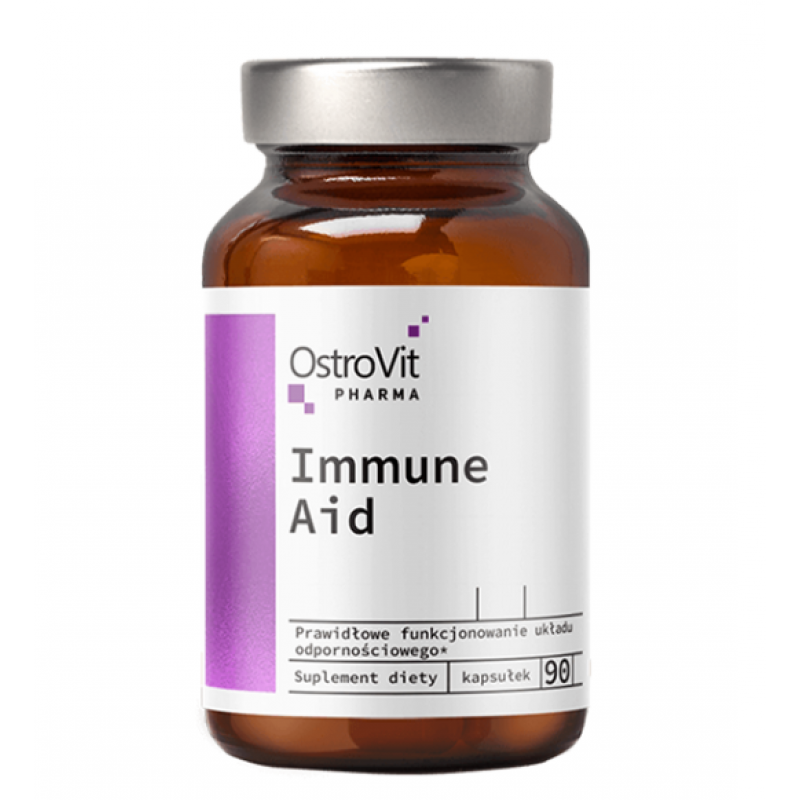 OstroVit
PHARMA
Immune
Aid
Prawidłowe funkcjonowanie układu
odpornościowego*
Suplement diety kapsułek 90